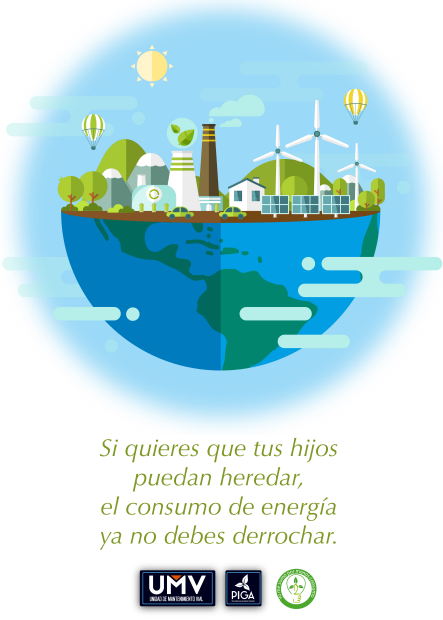 Si quieres que tus hijos
puedan heredar,
el consumo de energía
ya no debes derrochar.
UMV
UNIDAD DE MANTENIMIENTO VIAL
PIGA